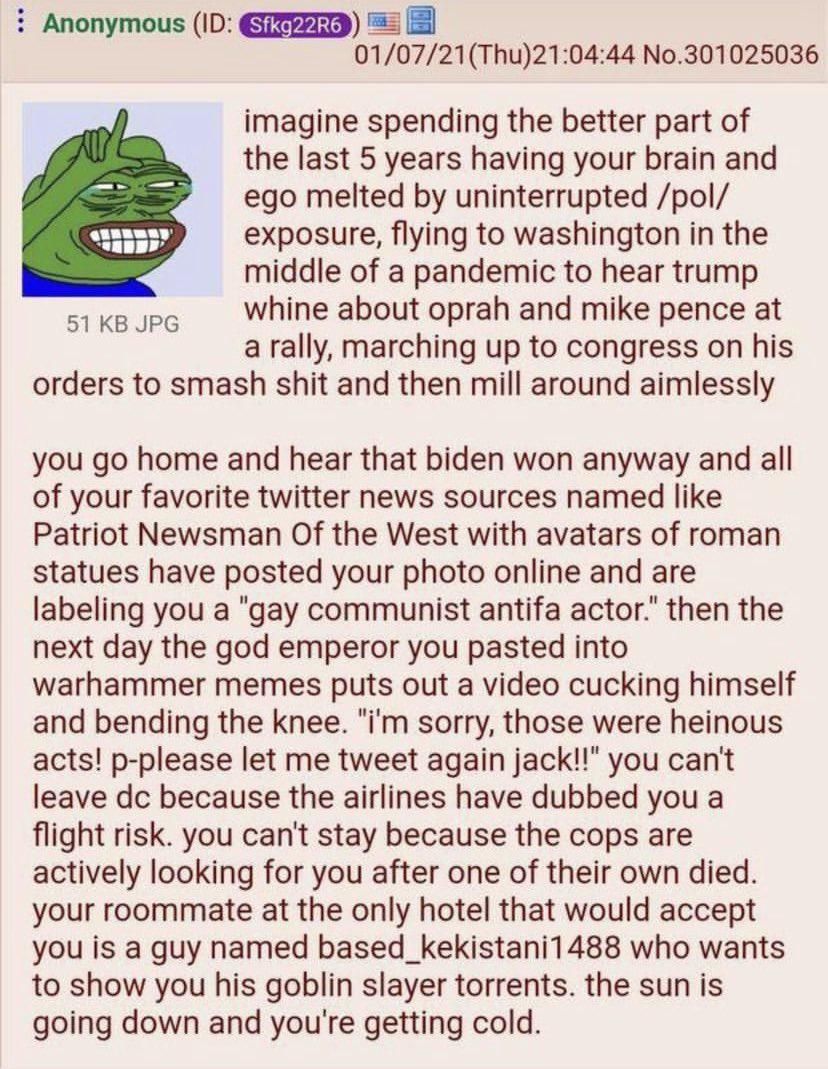 Anonymous (ID: Sfkg22R6)
01/07/21(Thu)21:04:44 No.301025036
51 KB JPG
imagine spending the better part of
the last 5 years having your brain and
ego melted by uninterrupted /pol/
exposure, flying to washington in the
middle of a pandemic to hear trump
whine about oprah and mike pence at
a rally, marching up to congress on his
orders to smash shit and then mill around aimlessly
you go home and hear that biden won anyway and all
of your favorite twitter news sources named like
Patriot Newsman Of the West with avatars of roman
statues have posted your photo online and are
labeling you a "gay communist antifa actor." then the
next day the god emperor you pasted into
warhammer memes puts out a video cucking himself
and bending the knee. "i'm sorry, those were heinous
acts! p-please let me tweet again jack!!" you can't
leave dc because the airlines have dubbed you a
flight risk. you can't stay because the cops are
actively looking for you after one of their own died.
your roommate at the only hotel that would accept
you is a guy named based_kekistani1488 who wants
to show you his goblin slayer torrents. the sun is
going down and you're getting cold.